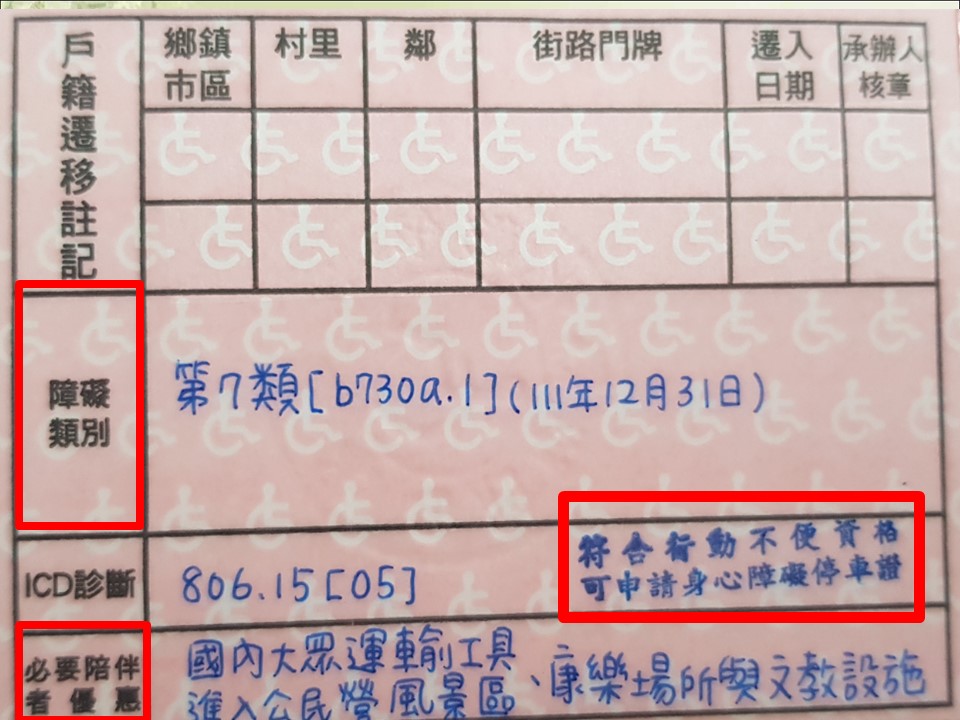 戶籍遷移註記
鄉鎮市區
村里
鄰
街路門牌
遷入日期
承辦人核章
障礙類別
第7類[b730a.1](111年12月31日)
ICD診斷
806.15[05]
符合行動不便資格
可申請身心障礙停車證
必要陪伴者優惠
國內大眾運輸工具、康樂場所與文教設施
進入公民營風景區